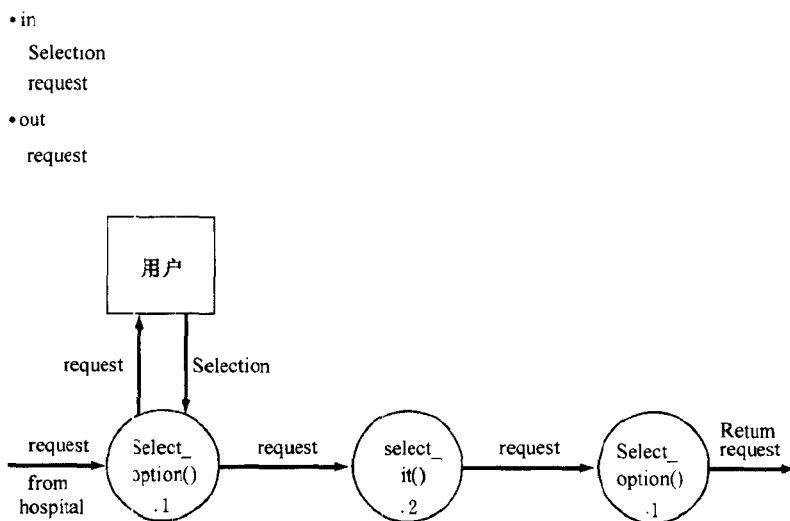 • in
Selection
request
• out
request
用户
request
Selection
request
from
hospital
Select_
option()
.1
request
select_
it()
.2
request
Select_
option()
.1
Return
request